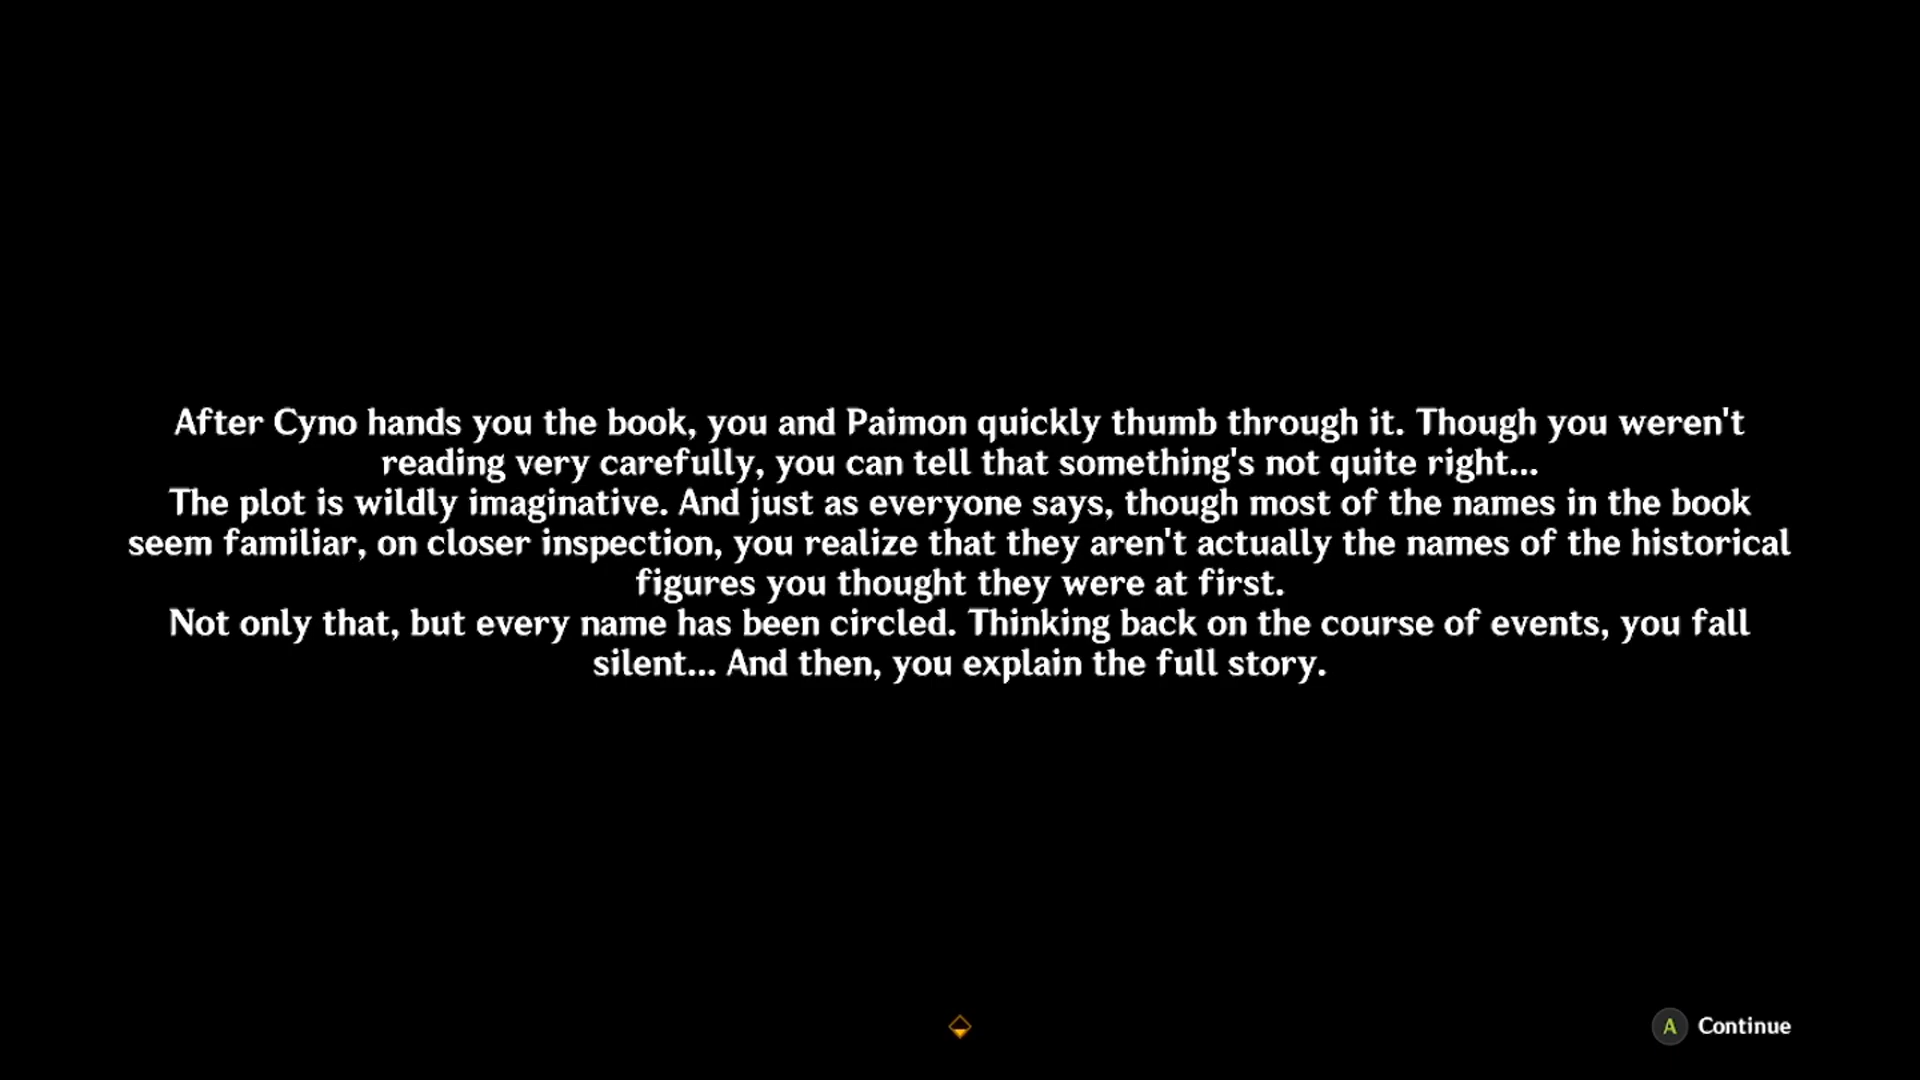 After Cyno hands you the book, you and Paimon quickly thumb through it. Though you weren't
reading very carefully, you can tell that something's not quite right...
The plot is wildly imaginative. And just as everyone says, though most of the names in the book
seem familiar, on closer inspection, you realize that they aren't actually the names of the historical
figures you thought they were at first.
Not only that, but every name has been circled. Thinking back on the course of events, you fall
silent... And then, you explain the full story.
A Continue